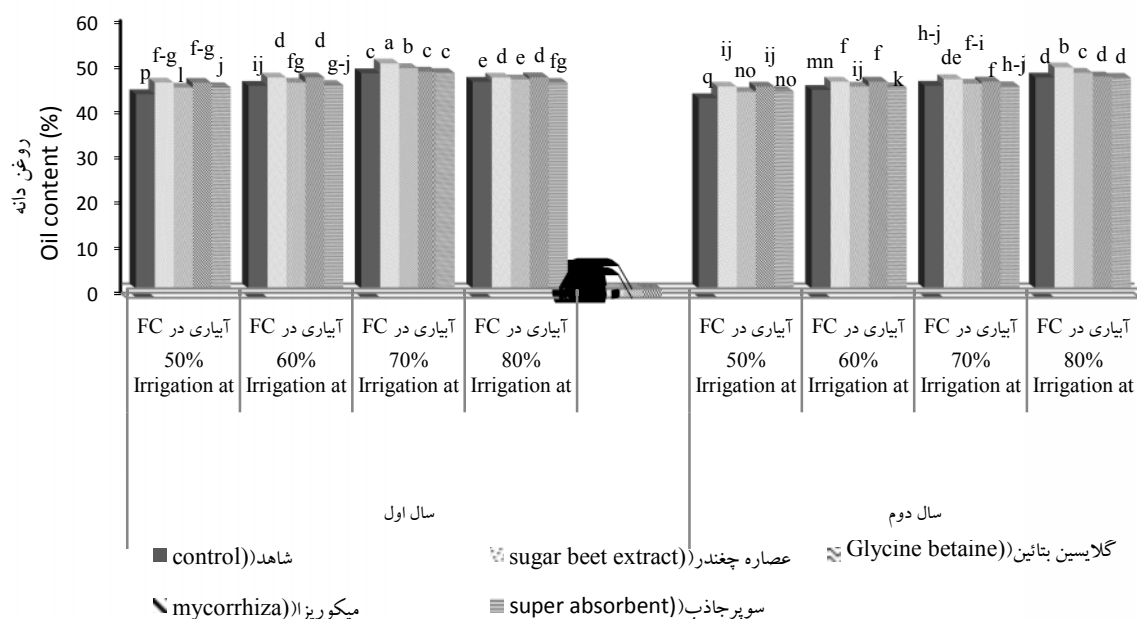 60
50
40
30
20
10
0
روغن دانه
Oil content (%)
p f-g l f-g j
ij d fg d g-j
c a b c c
e d e d fg
q ij no ij no
mn f ij f k
h-j de f-i f h-j
d b c d d
آبیاری در FC
50%
Irrigation at
آبیاری در FC
60%
Irrigation at
آبیاری در FC
70%
Irrigation at
آبیاری در FC
80%
Irrigation at
آبیاری در FC
50%
Irrigation at
آبیاری در FC
60%
Irrigation at
آبیاری در FC
70%
Irrigation at
آبیاری در FC
80%
Irrigation at
سال اول
سال دوم
control))شاهد
sugar beet extract))عصاره چغندر
Glycine betaine))گلایسین بتائین
mycorrhiza))میکوریزا
super absorbent))سوپرجاذب